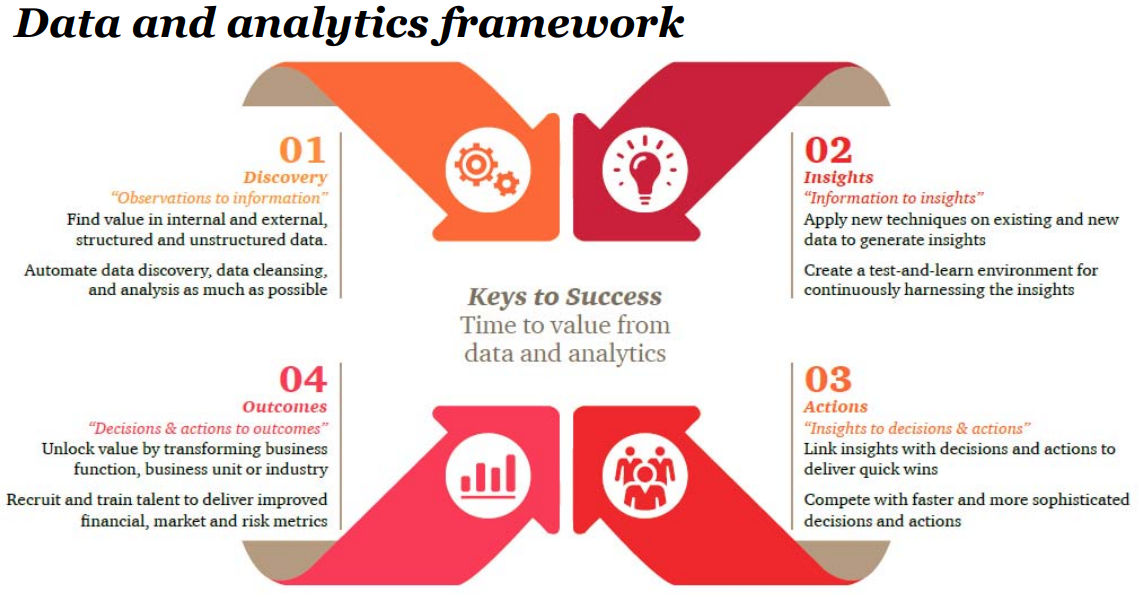 Data and analytics framework
01
Discovery
“Observations to information”
Find value in internal and external,
structured and unstructured data.
Automate data discovery, data cleansing,
and analysis as much as possible
02
Insights
“Information to insights”
Apply new techniques on existing and new
data to generate insights
Create a test-and-learn environment for
continuously harnessing the insights
Keys to Success
Time to value from
data and analytics
04
Outcomes
“Decisions & actions to outcomes”
Unlock value by transforming business
function, business unit or industry
Recruit and train talent to deliver improved
financial, market and risk metrics
03
Actions
“Insights to decisions & actions”
Link insights with decisions and actions to
deliver quick wins
Compete with faster and more sophisticated
decisions and actions